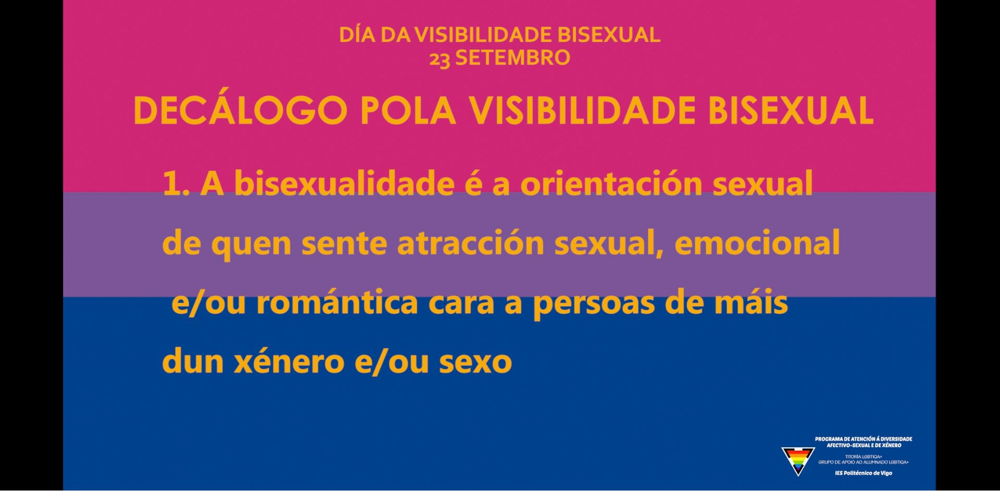 DÍA DA VISIBILIDADE BISEXUAL
23 SETEMBRO
DECÁLOGO POLA VISIBILIDADE BISEXUAL
1. A bisexualidade é a orientación sexual
de quen sente atracción sexual, emocional
e/ou romántica cara a persoas de máis
dun xénero e/ou sexo
PROGRAMA DE ATENCIÓN Á DIVERSIDADE
AFECTIVO-SEXUAL E DE XÉNERO
TITORÍA LGBTIQA+
GRUPO DE APOIO AO ALUMNADO LGBTIQA+
IES Politécnico de Vigo